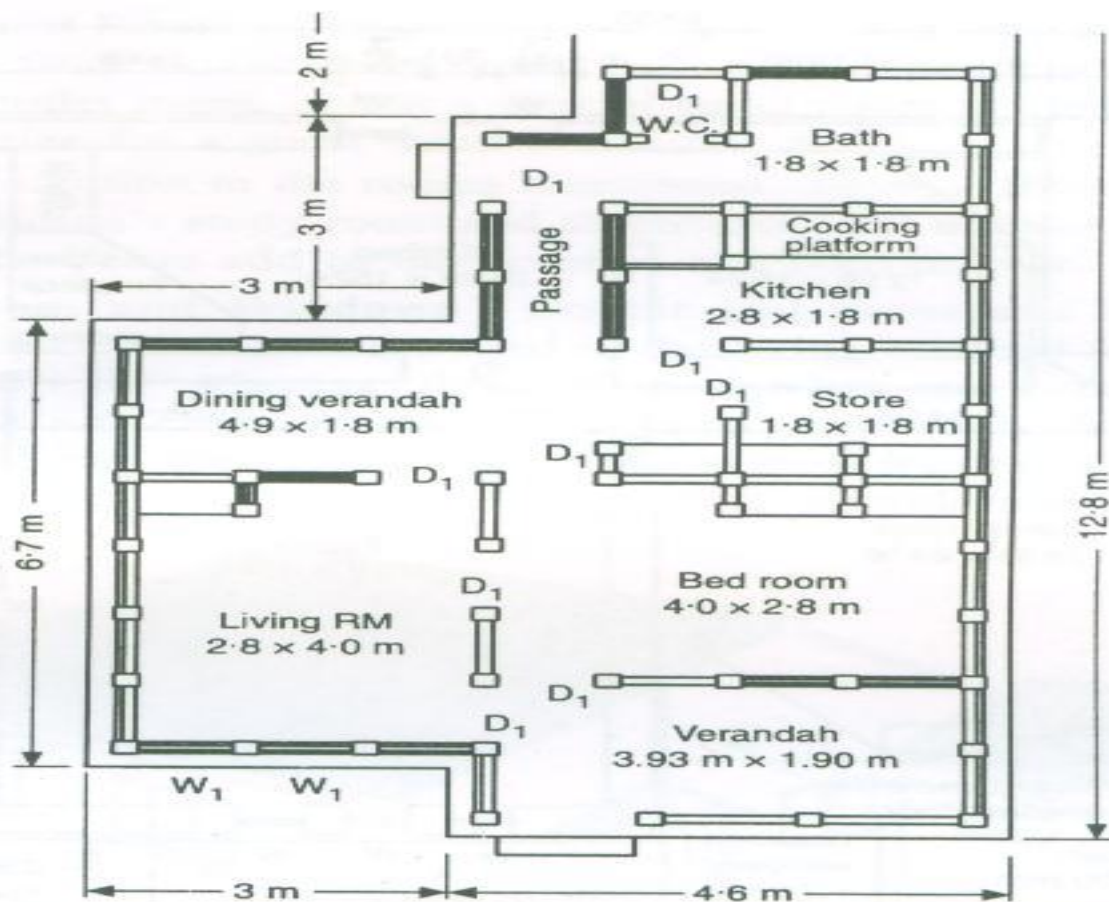 2 m
D1
W.C.
Bath
1·8 x 1·8 m
3 m
D1
Passage
Cooking
platform
3 m
Kitchen
2·8 x 1·8 m
D1
D1
Dining verandah
4·9 x 1·8 m
Store
1·8 x 1·8 m
D1
D1
6·7 m
12·8 m
Bed room
4·0 x 2·8 m
D1
Living RM
2·8 x 4·0 m
D1
D1
Verandah
3.93 m x 1.90 m
W1 W1
3 m
4·6 m